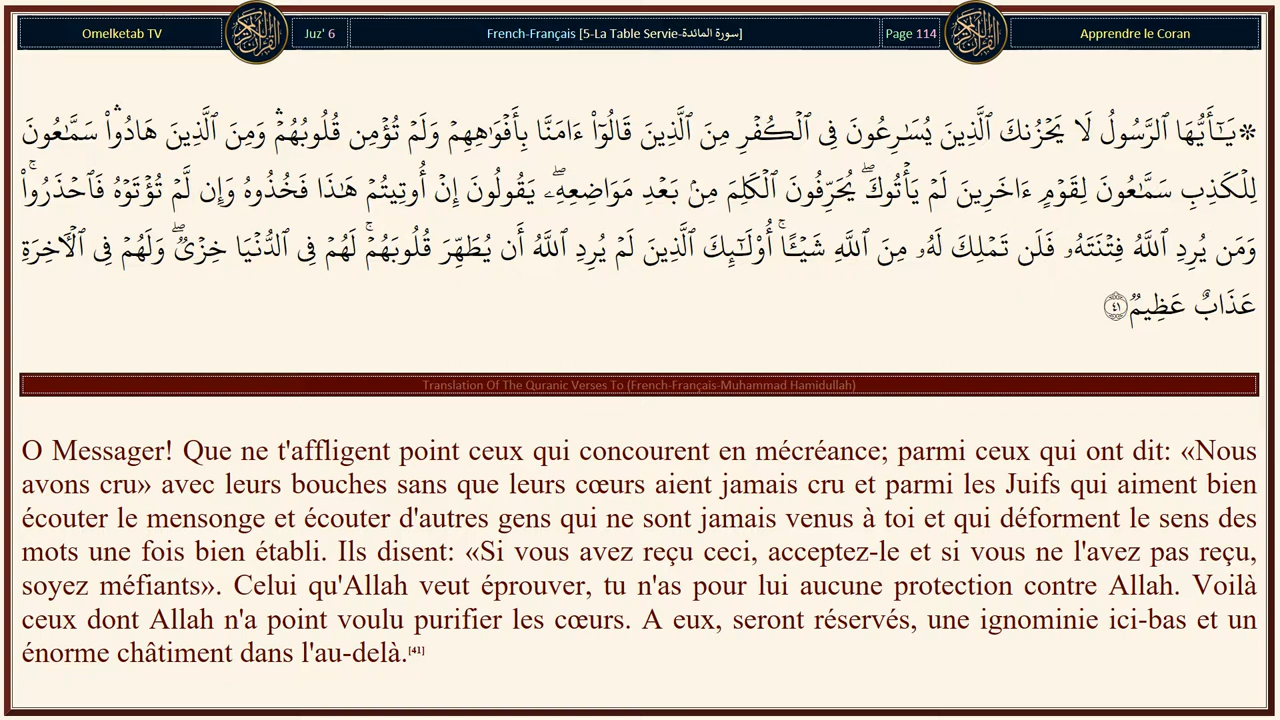 Omelketab TV
Juz' 6
French-Français [5-La Table Servie-سورة المائدة]
Page 114
Apprendre le Coran
۞ يَـٰٓأَيُّهَا ٱلرَّسُولُ لَا يَحْزُنكَ ٱلَّذِينَ يُسَـٰرِعُونَ فِى ٱلْكُفْرِ مِنَ ٱلَّذِينَ قَالُوٓا۟ ءَامَنَّا بِأَفْوَٰهِهِمْ وَلَمْ تُؤْمِن قُلُوبُهُمْ ۛ وَمِنَ ٱلَّذِينَ هَادُوا۟ ۛ سَمَّـٰعُونَ
لِلْكَذِبِ سَمَّـٰعُونَ لِقَوْمٍ ءَاخَرِينَ لَمْ يَأْتُوكَ ۖ يُحَرِّفُونَ ٱلْكَلِمَ مِنۢ بَعْدِ مَوَاضِعِهِۦ ۖ يَقُولُونَ إِنْ أُوتِيتُمْ هَـٰذَا فَخُذُوهُ وَإِن لَّمْ تُؤْتَوْهُ فَٱحْذَرُوا۟ ۚ
وَمَن يُرِدِ ٱللَّهُ فِتْنَتَهُۥ فَلَن تَمْلِكَ لَهُۥ مِنَ ٱللَّهِ شَيْـًٔا ۚ أُو۟لَـٰٓئِكَ ٱلَّذِينَ لَمْ يُرِدِ ٱللَّهُ أَن يُطَهِّرَ قُلُوبَهُمْ ۚ لَهُمْ فِى ٱلدُّنْيَا خِزْىٌ ۖ وَلَهُمْ فِى ٱلْـَٔاخِرَةِ
عَذَابٌ عَظِيمٌ ٤١
Translation Of The Quranic Verses To (French-Français-Muhammad Hamidullah)
O Messager! Que ne t'affligent point ceux qui concourent en mécréance; parmi ceux qui ont dit: «Nous
avons cru» avec leurs bouches sans que leurs cœurs aient jamais cru et parmi les Juifs qui aiment bien
écouter le mensonge et écouter d'autres gens qui ne sont jamais venus à toi et qui déforment le sens des
mots une fois bien établi. Ils disent: «Si vous avez reçu ceci, acceptez-le et si vous ne l'avez pas reçu,
soyez méfiants». Celui qu'Allah veut éprouver, tu n'as pour lui aucune protection contre Allah. Voilà
ceux dont Allah n'a point voulu purifier les cœurs. A eux, seront réservés, une ignominie ici-bas et un
énorme châtiment dans l'au-delà.[41]